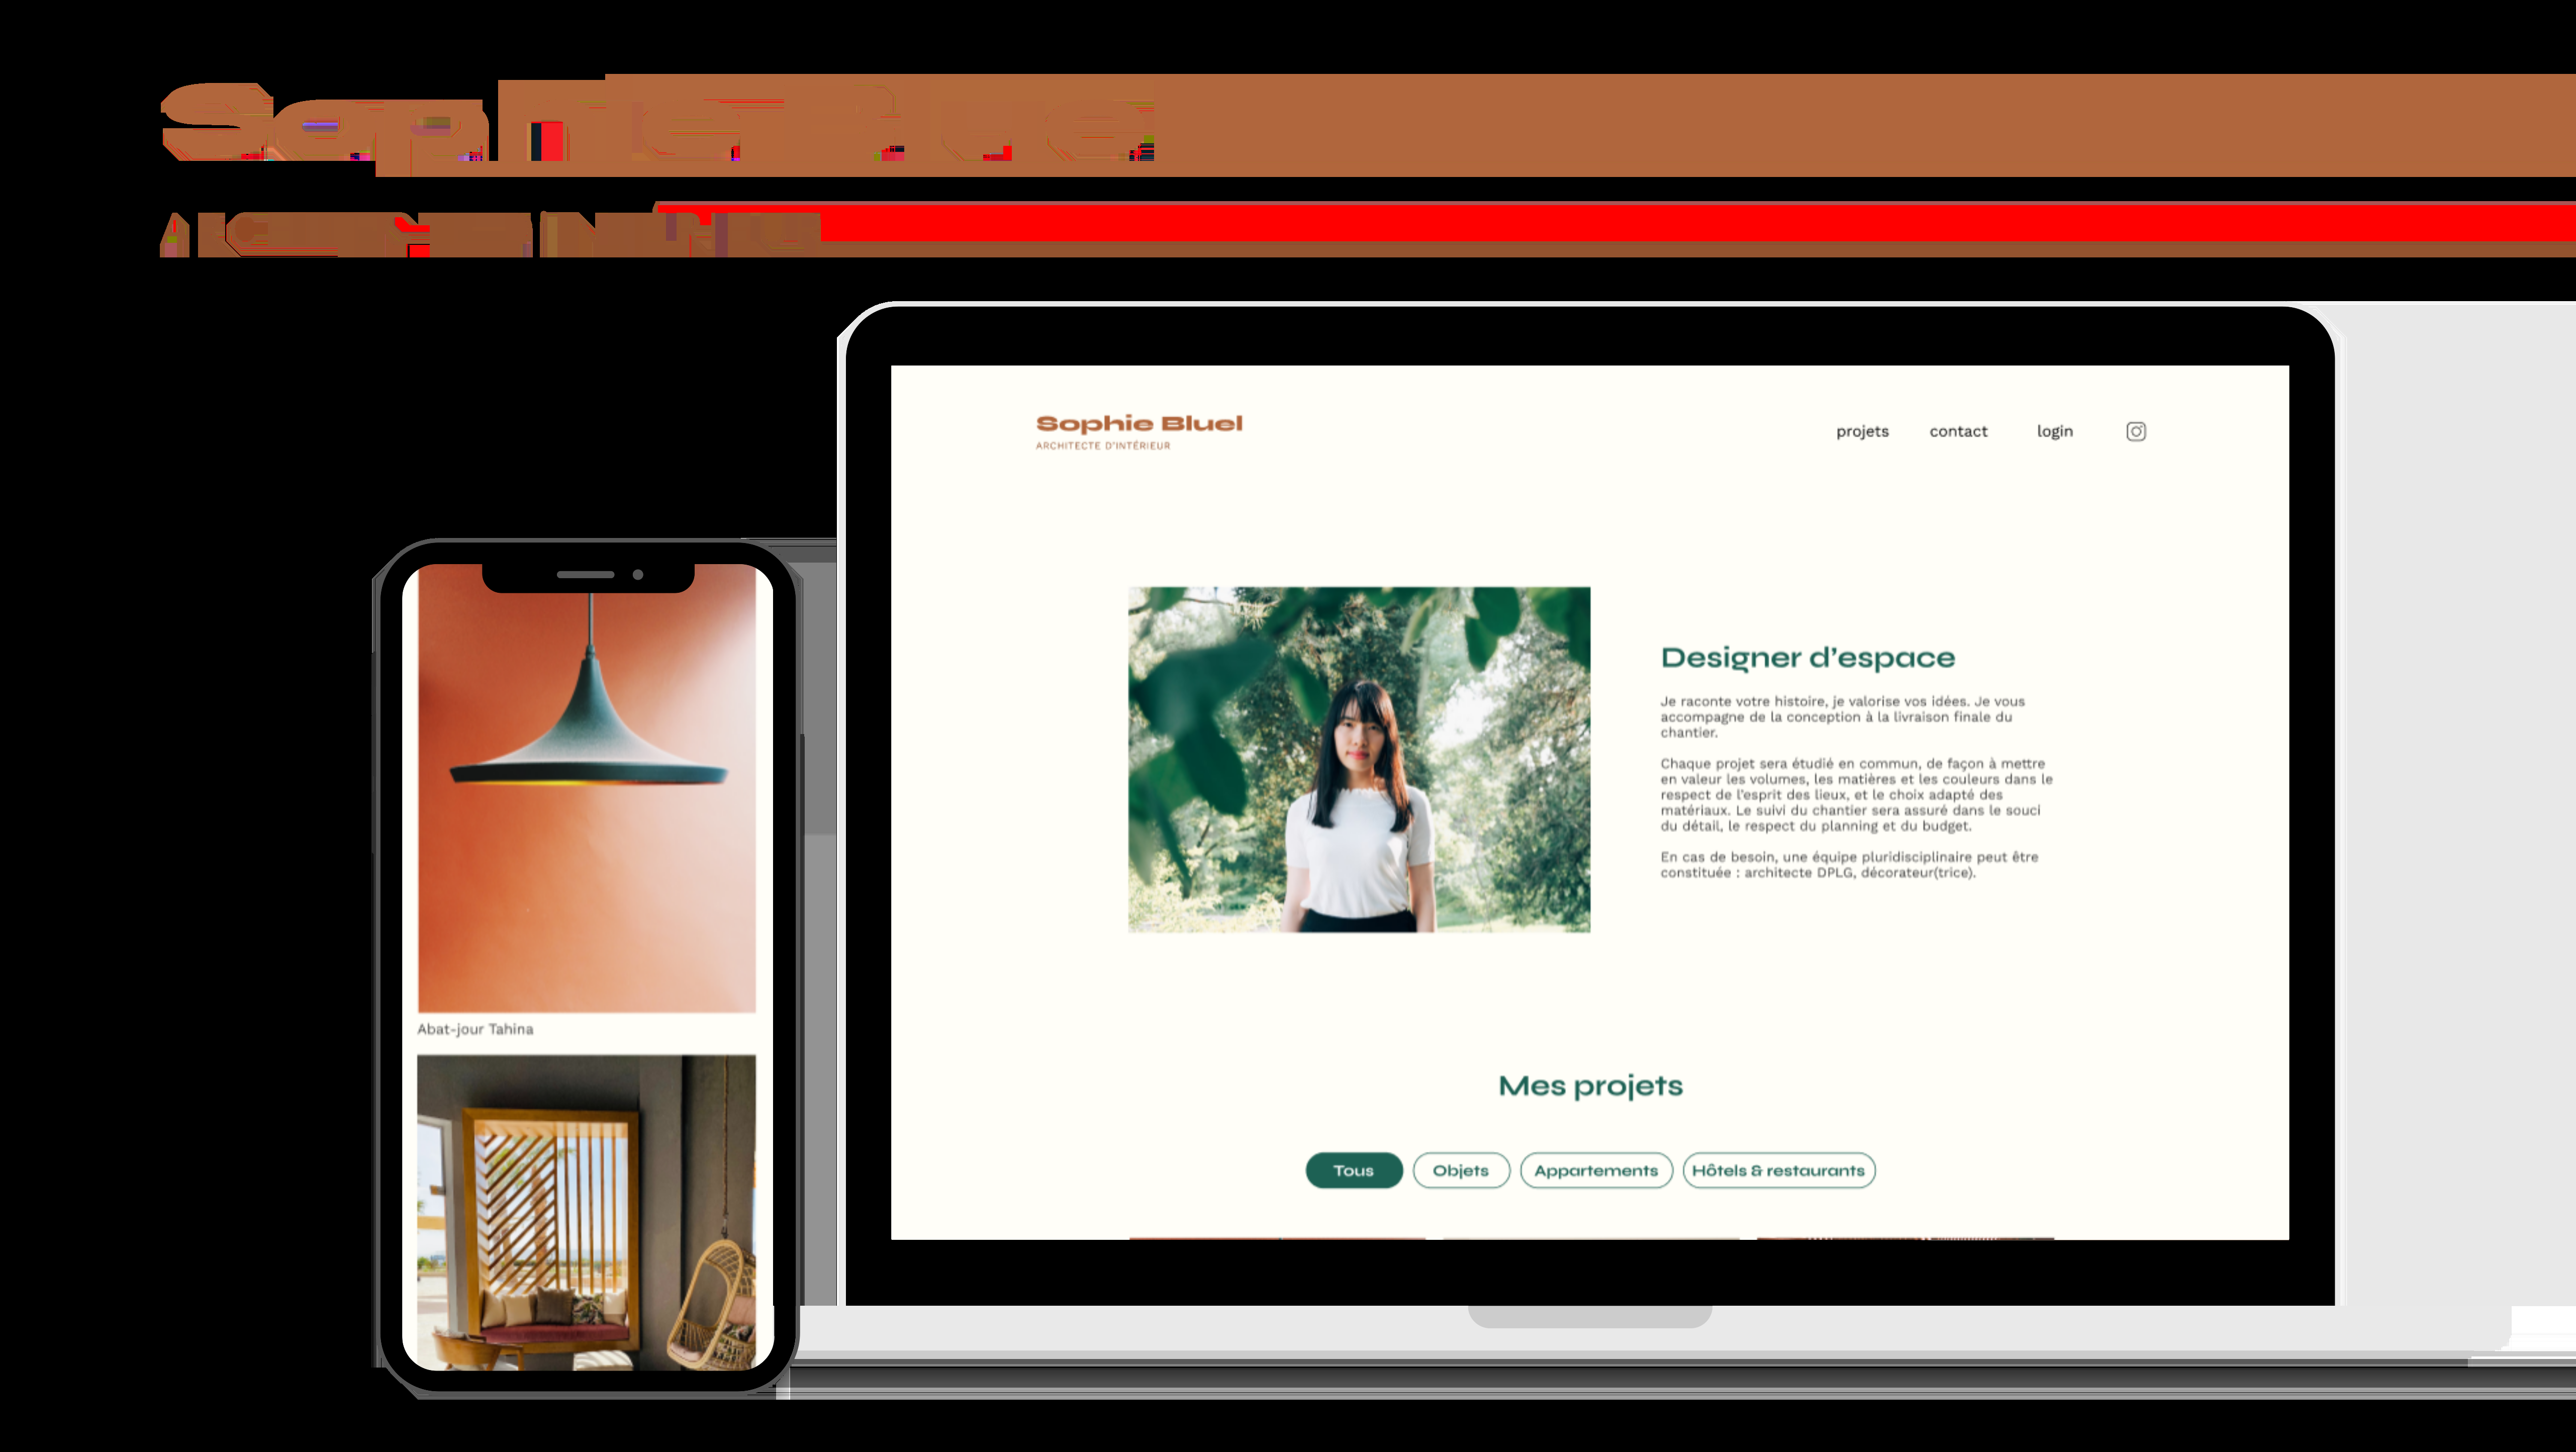 Sophie Bluel
ARCHITECTE D'INTÉRIEUR
projets
contact
login
Designer d'espace
Je raconte votre histoire, je valorise vos idées. Je vous
accompagne de la conception à la livraison finale du
chantier.
Chaque projet sera étudié en commun, de façon à mettre
en valeur les volumes, les matières et les couleurs dans le
respect de l'esprit des lieux, et le choix adapté des
matériaux. Le suivi du chantier sera assuré dans le souci
du détail, le respect du planning et du budget.
En cas de besoin, une équipe pluridisciplinaire peut être
constituée : architecte DPLG, décorateur(trice).
Abat-jour Tahina
Mes projets
Tous
Objets
Appartements
Hôtels & restaurants